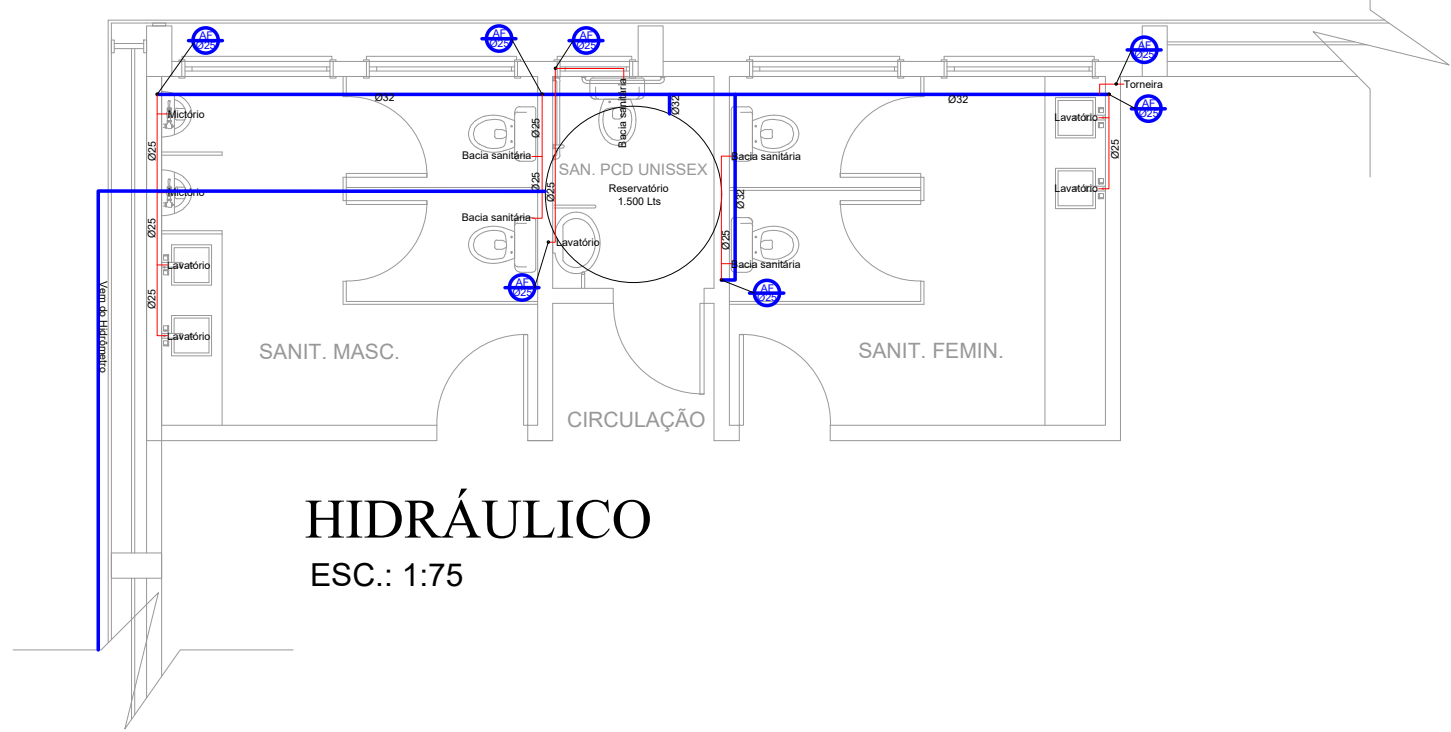 AF
Ø25
AF
Ø25
AF
Ø25
AF
Ø25
Torneira
Ø32
Ø32
Ø32
AF
Ø25
Mictório
Bacia sanitária
Lavatório
Ø25
Ø25
Bacia sanitária
Bacia sanitária
Ø25
SAN. PCD UNISSEX
Reservatório
1.500 Lts
Mictório
Ø25
Ø25
Ø32
Lavatório
Bacia sanitária
Ø25
Ø25
Lavatório
Lavatório
Bacia sanitária
AF
Ø25
AF
Ø25
Ø25
Vem do Hidrômetro
Lavatório
SANIT. MASC.
SANIT. FEMIN.
CIRCULAÇÃO
HIDRÁULICO
ESC.: 1:75